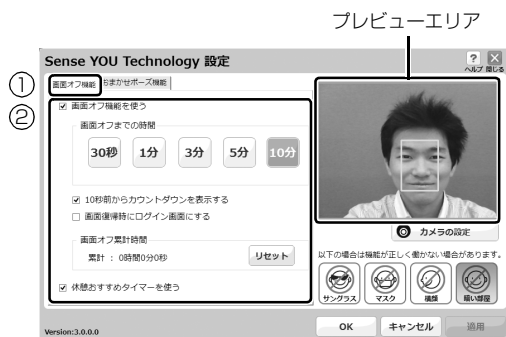 プレビューエリア
Sense YOU Technology 設定
ヘルプ 閉じる
① 画面オフ機能 おまかせポーズ機能
②
画面オフ機能を使う
画面オフまでの時間
30秒 1分 3分 5分 10分
10秒前からカウントダウンを表示する
画面復帰時にログイン画面にする
画面オフ累計時間
累計 : 0時間0分0秒 リセット
休憩おすすめタイマーを使う
カメラの設定
以下の場合は機能が正しく働かない場合があります。
サングラス マスク 横顔 暗い部屋
Version:3.0.0.0
OK キャンセル 適用